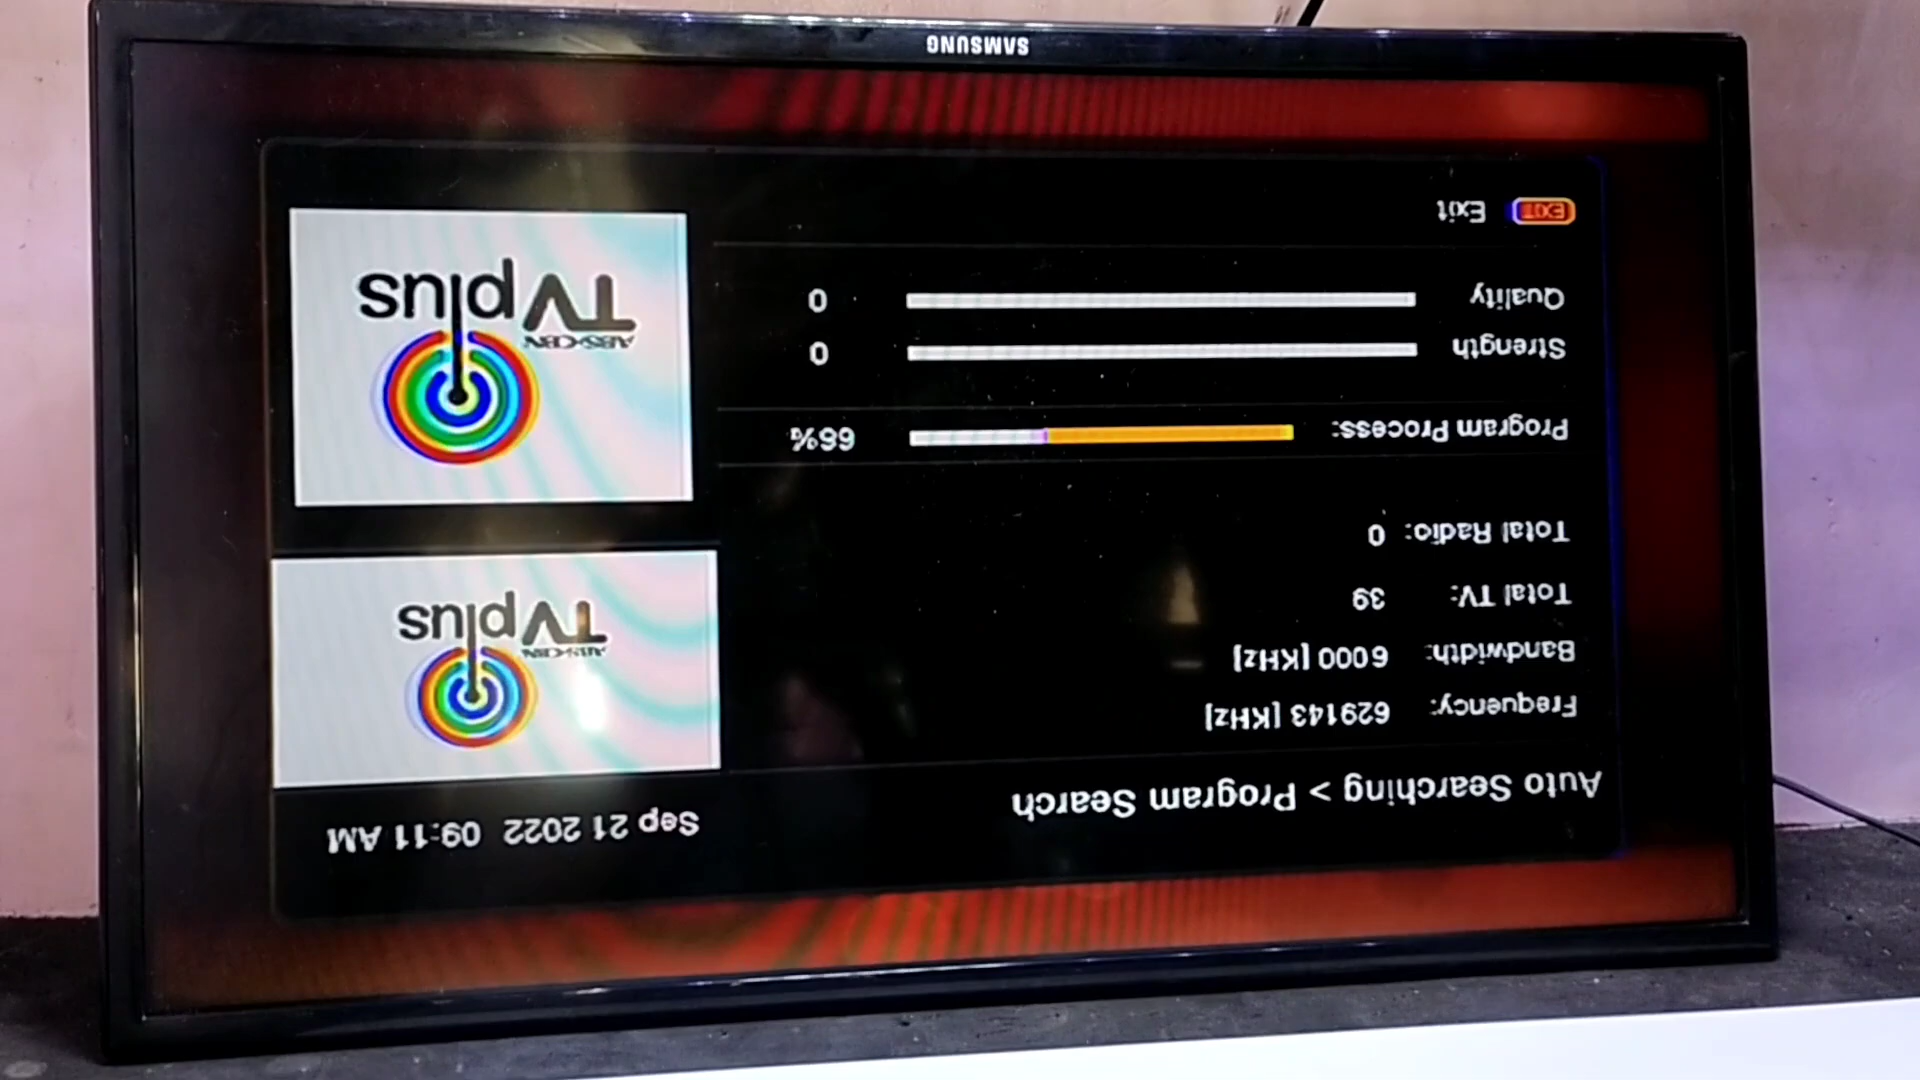 Auto Searching > Program Search
Sep 21 2022 09:11 AM
Frequency: 629143 [KHz]
Bandwidth: 6000 [KHz]
Total TV: 39
Total Radio: 0
Program Process:
Strength 0
Quality 0
EXIT Exit
ABS-CBN
TVplus
ABS-CBN
TVplus
SAMSUNG